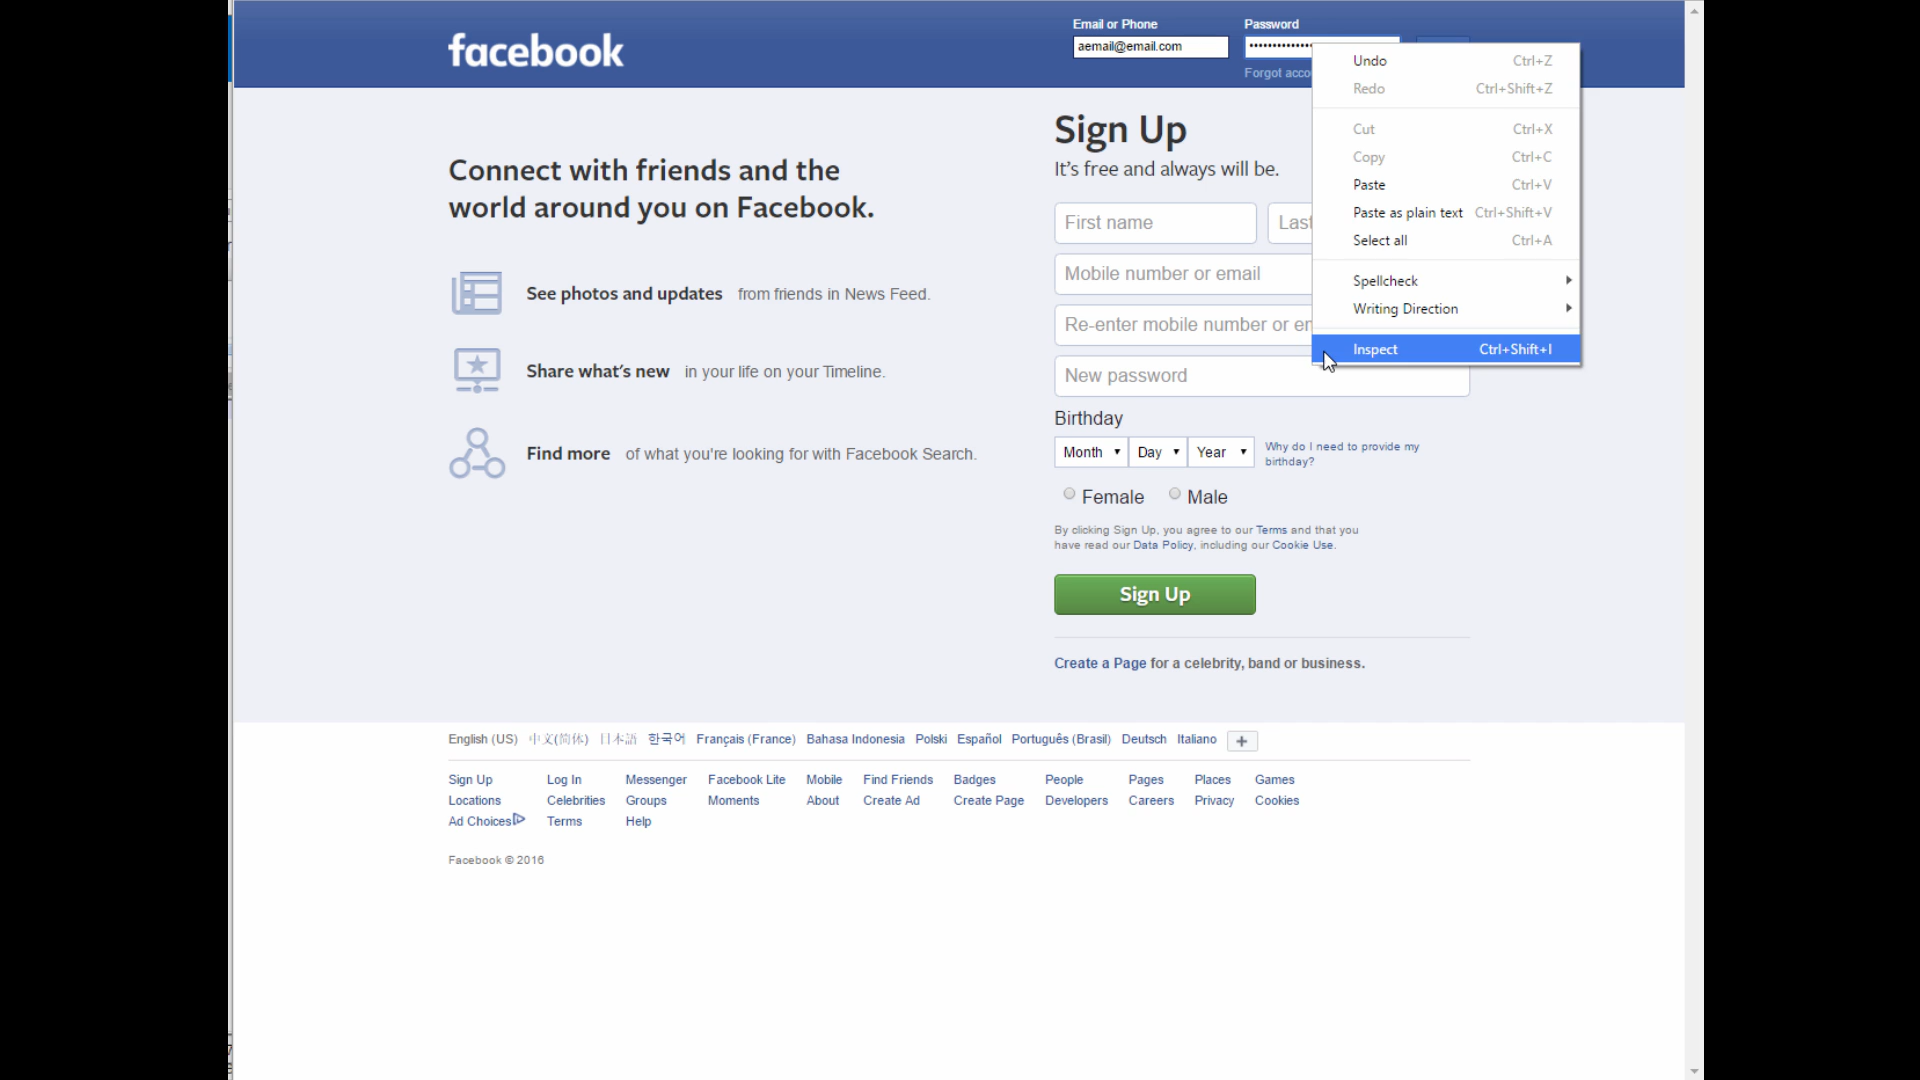 Email or Phone
Password
facebook
aemail@email.com
••••••••••••••
Forgot acco
Undo Ctrl+Z
Redo Ctrl+Shift+Z
Cut Ctrl+X
Copy Ctrl+C
Paste Ctrl+V
Paste as plain text Ctrl+Shift+V
Select all Ctrl+A
Spellcheck
Writing Direction
Inspect Ctrl+Shift+I
Connect with friends and the
world around you on Facebook.
See photos and updates from friends in News Feed.
Share what's new in your life on your Timeline.
Find more of what you're looking for with Facebook Search.
Sign Up
It's free and always will be.
First name
Last
Mobile number or email
Re-enter mobile number or em
New password
Birthday
Month Day Year
Why do I need to provide my
birthday?
Female Male
By clicking Sign Up, you agree to our Terms and that you
have read our Data Policy, including our Cookie Use.
Sign Up
Create a Page for a celebrity, band or business.
English (US) 中文(简体) 日本語 한국어 Français (France) Bahasa Indonesia Polski Español Português (Brasil) Deutsch Italiano +
Sign Up Log In Messenger Facebook Lite Mobile Find Friends Badges People Pages Places Games
Locations Celebrities Groups Moments About Create Ad Create Page Developers Careers Privacy Cookies
Ad Choices Terms Help
Facebook © 2016